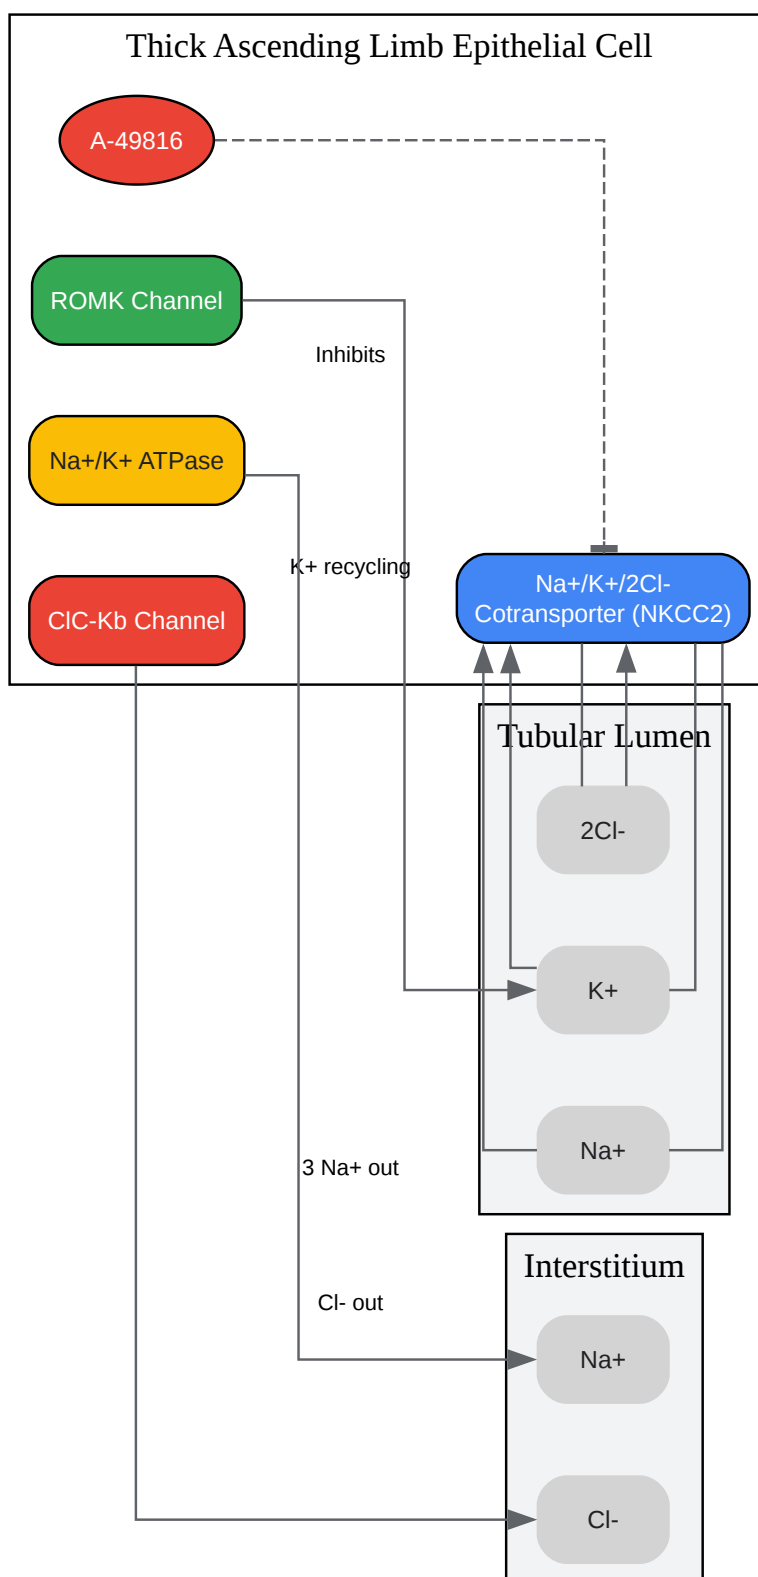 Thick Ascending Limb Epithelial Cell
A-49816
ROMK Channel
Inhibits
Na+/K+ ATPase
K+ recycling
Na+/K+/2Cl-
Cotransporter (NKCC2)
ClC-Kb Channel
Tubular Lumen
2Cl-
K+
Na+
3 Na+ out
Interstitium
Cl- out
Na+
Cl-